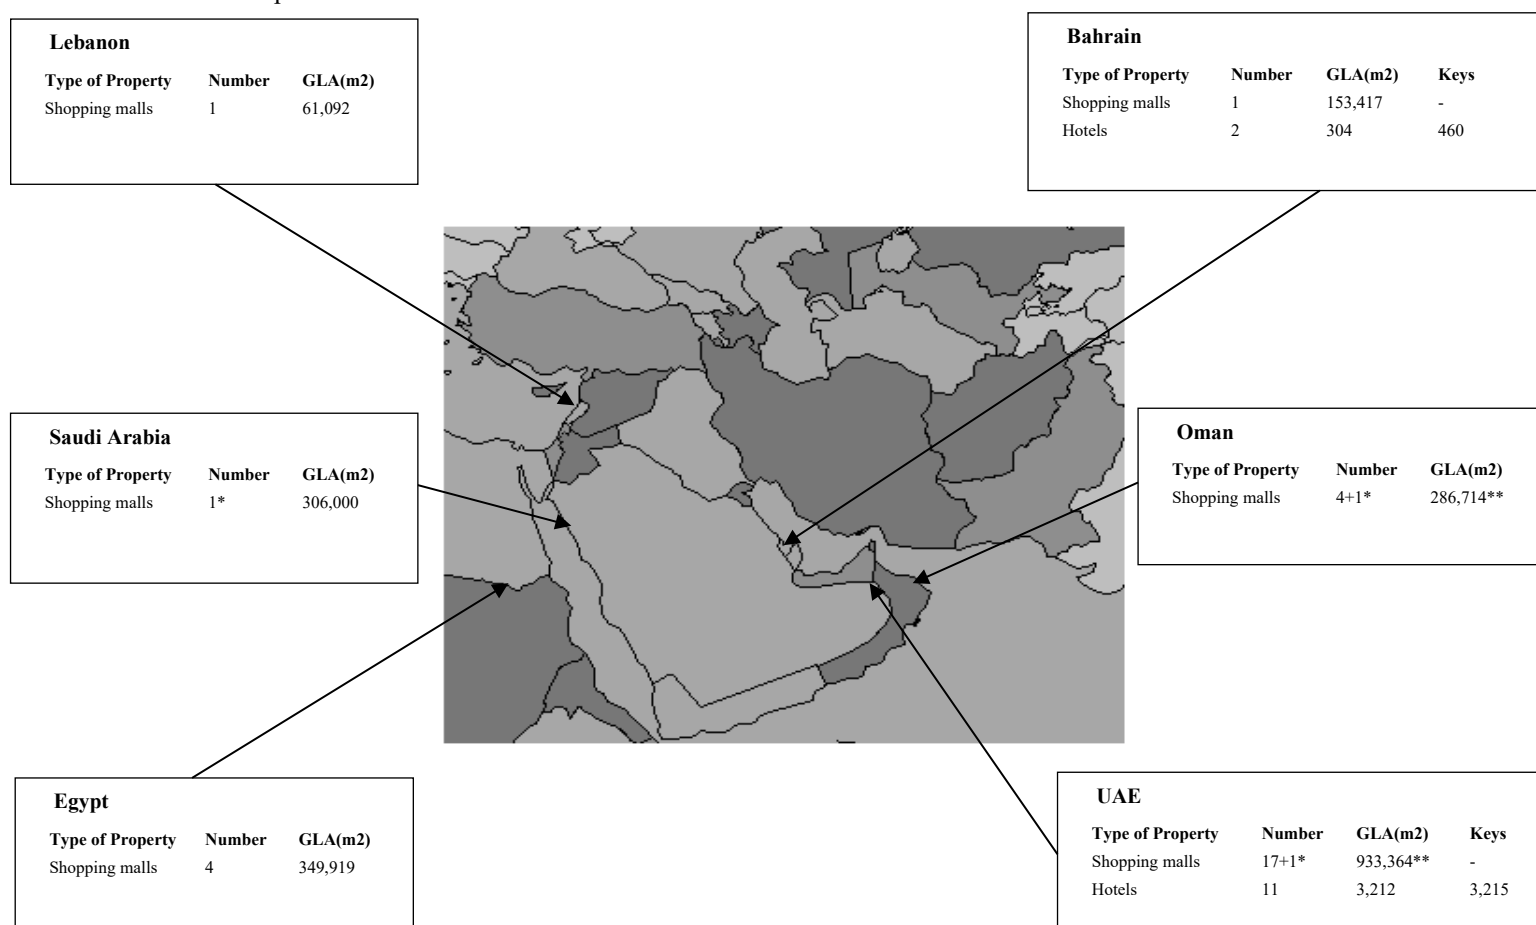 Lebanon
Type of Property Number GLA(m2)
Shopping malls 1 61,092
Bahrain
Type of Property Number GLA(m2) Keys
Shopping malls 1 153,417 -
Hotels 2 304 460
Saudi Arabia
Type of Property Number GLA(m2)
Shopping malls 1* 306,000
Oman
Type of Property Number GLA(m2)
Shopping malls 4+1* 286,714**
Egypt
Type of Property Number GLA(m2)
Shopping malls 4 349,919
UAE
Type of Property Number GLA(m2) Keys
Shopping malls 17+1* 933,364** -
Hotels 11 3,212 3,215